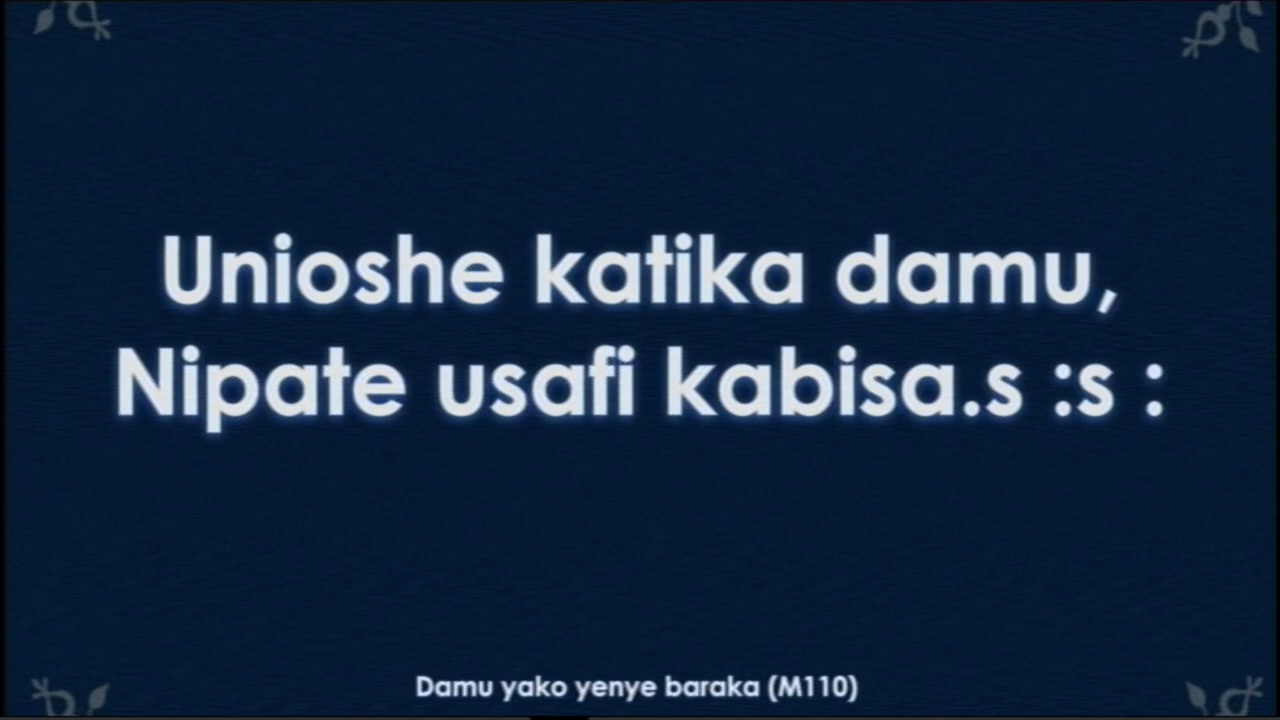 Unioshe katika damu,
Nipate usafi kabisa.s :s :
Damu yako yenye baraka (M110)